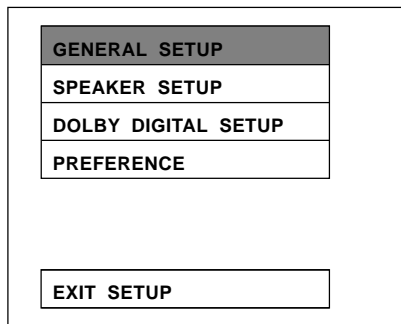 GENERAL SETUP
SPEAKER SETUP
DOLBY DIGITAL SETUP
PREFERENCE
EXIT SETUP